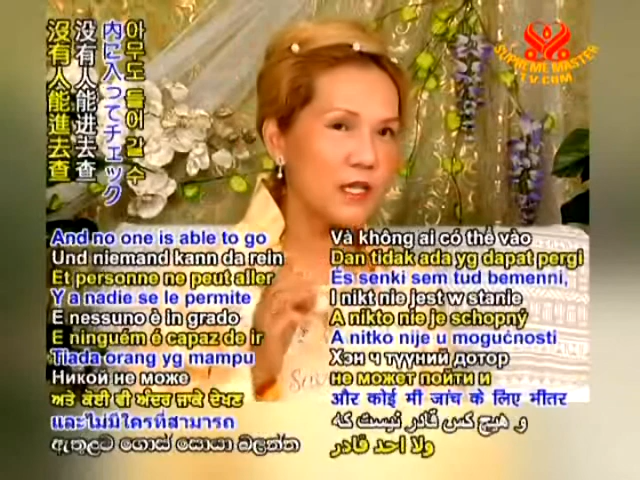 SUPREME MASTER
TV.COM
아무도 들어갈 수
内に入ってチェック
没有人能进去查
沒有人能進去查
And no one is able to go
Und niemand kann da rein
Et personne ne peut aller
Y a nadie se le permite
E nessuno è in grado
E ninguém é capaz de ir
Tiada orang yg mampu
Никой не може
ਅਤੇ ਕੋਈ ਵੀ ਅੰਦਰ ਜਾਕੇ ਦੇਖਣ
และไม่มีใครที่สามารถ
ඇතුළට ගොස් සොයා බලන්න
Và không ai có thể vào
Dan tidak ada yg dapat pergi
És senki sem tud bemenni,
I nikt nie jest w stanie
A nikto nie je schopný
A nitko nije u mogućnosti
Хэн ч түүний дотор
не может пойти и
और कोई भी जांच के लिए भीतर
و هیچ کس قادر نیست که
ولا احد قادر